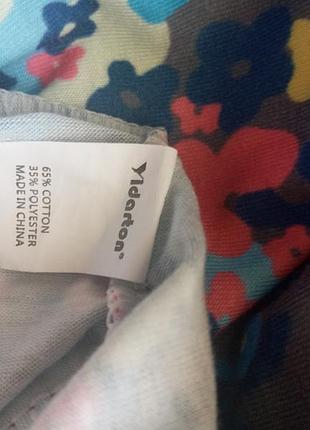 Yidarton®
65% COTTON
35% POLYESTER
MADE IN CHINA